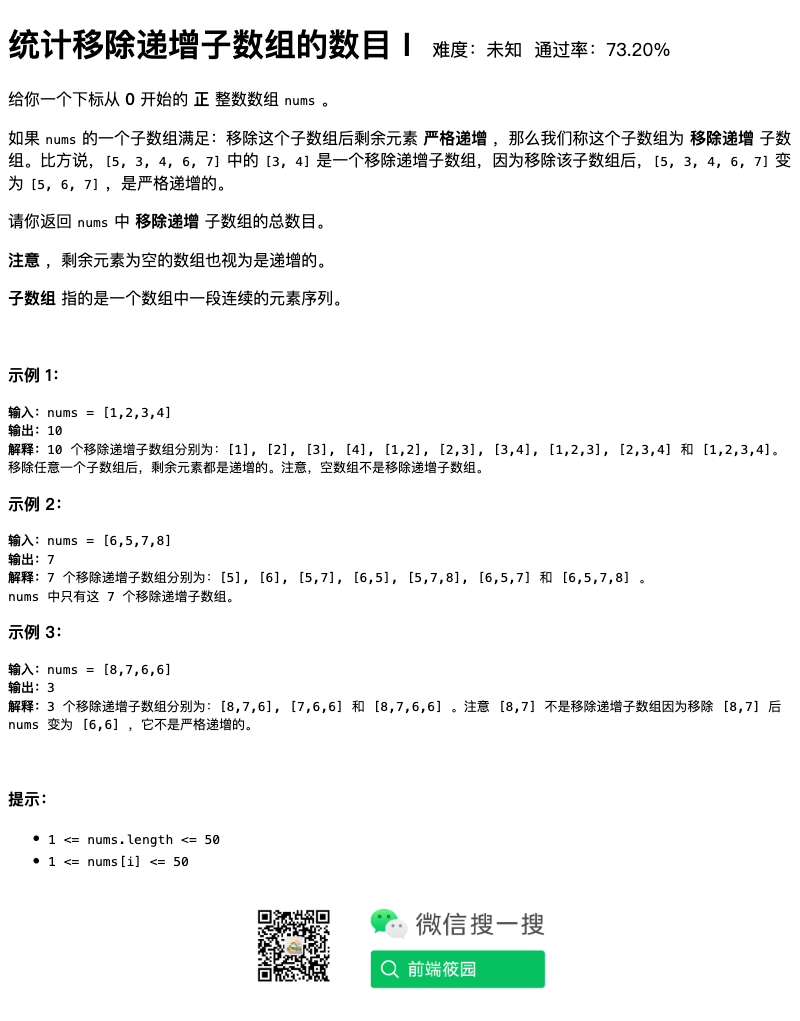 统计移除递增子数组的数目 I 难度：未知 通过率：73.20%
给你一个下标从 0 开始的 正 整数数组 nums 。
如果 nums 的一个子数组满足：移除这个子数组后剩余元素 严格递增 ，那么我们称这个子数组为 移除递增 子数
组。比方说，[5, 3, 4, 6, 7] 中的 [3, 4] 是一个移除递增子数组，因为移除该子数组后，[5, 3, 4, 6, 7] 变
为 [5, 6, 7] ，是严格递增的。
请你返回 nums 中 移除递增 子数组的总数目。
注意 ，剩余元素为空的数组也视为是递增的。
子数组 指的是一个数组中一段连续的元素序列。
示例 1：
输入：nums = [1,2,3,4]
输出：10
解释：10 个移除递增子数组分别为：[1], [2], [3], [4], [1,2], [2,3], [3,4], [1,2,3], [2,3,4] 和 [1,2,3,4]。
移除任意一个子数组后，剩余元素都是递增的。注意，空数组不是移除递增子数组。
示例 2：
输入：nums = [6,5,7,8]
输出：7
解释：7 个移除递增子数组分别为：[5], [6], [5,7], [6,5], [5,7,8], [6,5,7] 和 [6,5,7,8] 。
nums 中只有这 7 个移除递增子数组。
示例 3：
输入：nums = [8,7,6,6]
输出：3
解释：3 个移除递增子数组分别为：[8,7,6], [7,6,6] 和 [8,7,6,6] 。注意 [8,7] 不是移除递增子数组因为移除 [8,7] 后
nums 变为 [6,6] ，它不是严格递增的。
提示：
• 1 <= nums.length <= 50
• 1 <= nums[i] <= 50
微信搜一搜
前端筱园